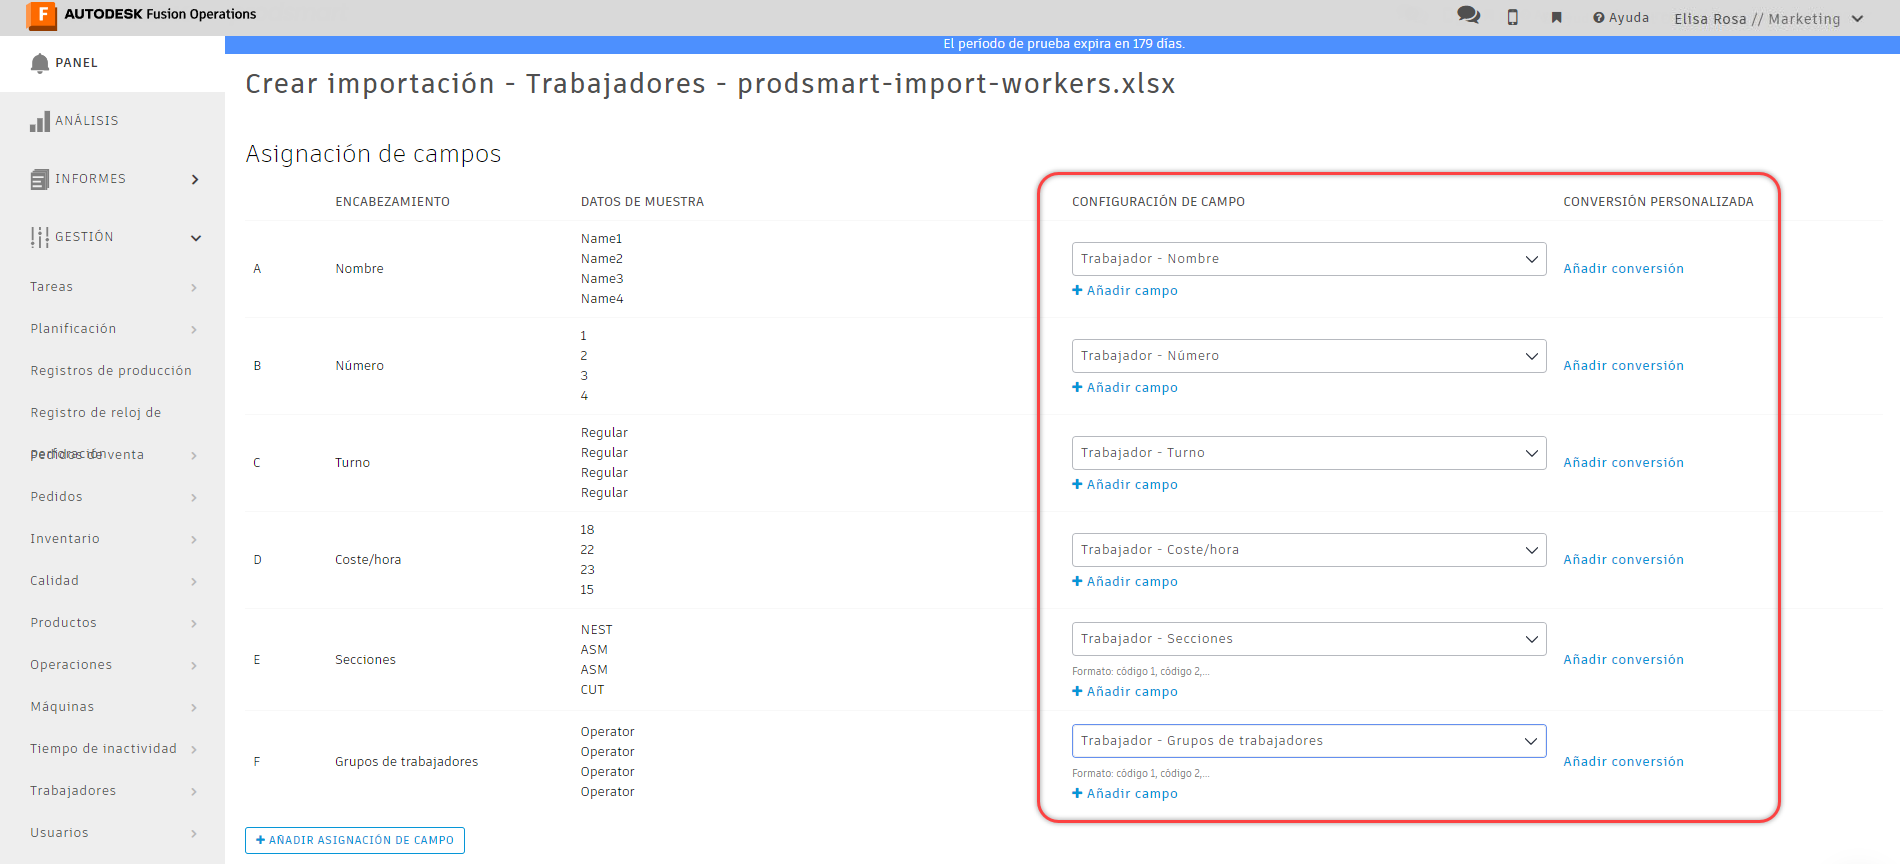 AUTODESK Fusion Operations
Ayuda
Elisa Rosa // Marketing
El período de prueba expira en 179 días.
PANEL
ANÁLISIS
INFORMES
GESTIÓN
Tareas
Planificación
Registros de producción
Registro de reloj de
perforación
Pedidos de venta
Pedidos
Inventario
Calidad
Productos
Operaciones
Máquinas
Tiempo de inactividad
Trabajadores
Usuarios
Crear importación - Trabajadores - prodsmart-import-workers.xlsx
Asignación de campos
ENCABEZAMIENTO DATOS DE MUESTRA CONFIGURACIÓN DE CAMPO CONVERSIÓN PERSONALIZADA
A
Nombre
Name1
Name2
Name3
Name4
Trabajador - Nombre
Añadir campo
Añadir conversión
B
Número
1
2
3
4
Trabajador - Número
Añadir campo
Añadir conversión
C
Turno
Regular
Regular
Regular
Regular
Trabajador - Turno
Añadir campo
Añadir conversión
D
Coste/hora
18
22
23
15
Trabajador - Coste/hora
Añadir campo
Añadir conversión
E
Secciones
NEST
ASM
ASM
CUT
Trabajador - Secciones
Formato: código 1, código 2,...
Añadir campo
Añadir conversión
F
Grupos de trabajadores
Operator
Operator
Operator
Operator
Trabajador - Grupos de trabajadores
Formato: código 1, código 2,...
Añadir campo
Añadir conversión
AÑADIR ASIGNACIÓN DE CAMPO